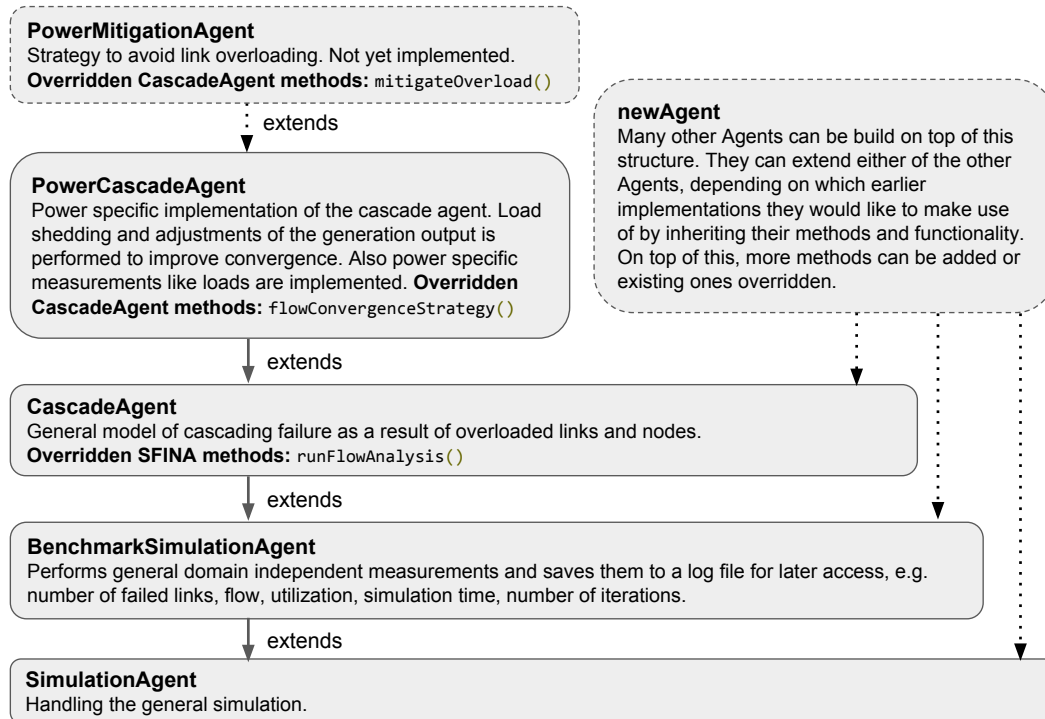 PowerMitigationAgent
Strategy to avoid link overloading. Not yet implemented.
Overridden CascadeAgent methods: mitigateOverload()
extends
newAgent
Many other Agents can be build on top of this
structure. They can extend either of the other
Agents, depending on which earlier
implementations they would like to make use
of by inheriting their methods and functionality.
On top of this, more methods can be added or
existing ones overridden.
PowerCascadeAgent
Power specific implementation of the cascade agent. Load
shedding and adjustments of the generation output is
performed to improve convergence. Also power specific
measurements like loads are implemented. Overridden
CascadeAgent methods: flowConvergenceStrategy()
extends
CascadeAgent
General model of cascading failure as a result of overloaded links and nodes.
Overridden SFINA methods: runFlowAnalysis()
extends
BenchmarkSimulationAgent
Performs general domain independent measurements and saves them to a log file for later access, e.g.
number of failed links, flow, utilization, simulation time, number of iterations.
extends
SimulationAgent
Handling the general simulation.